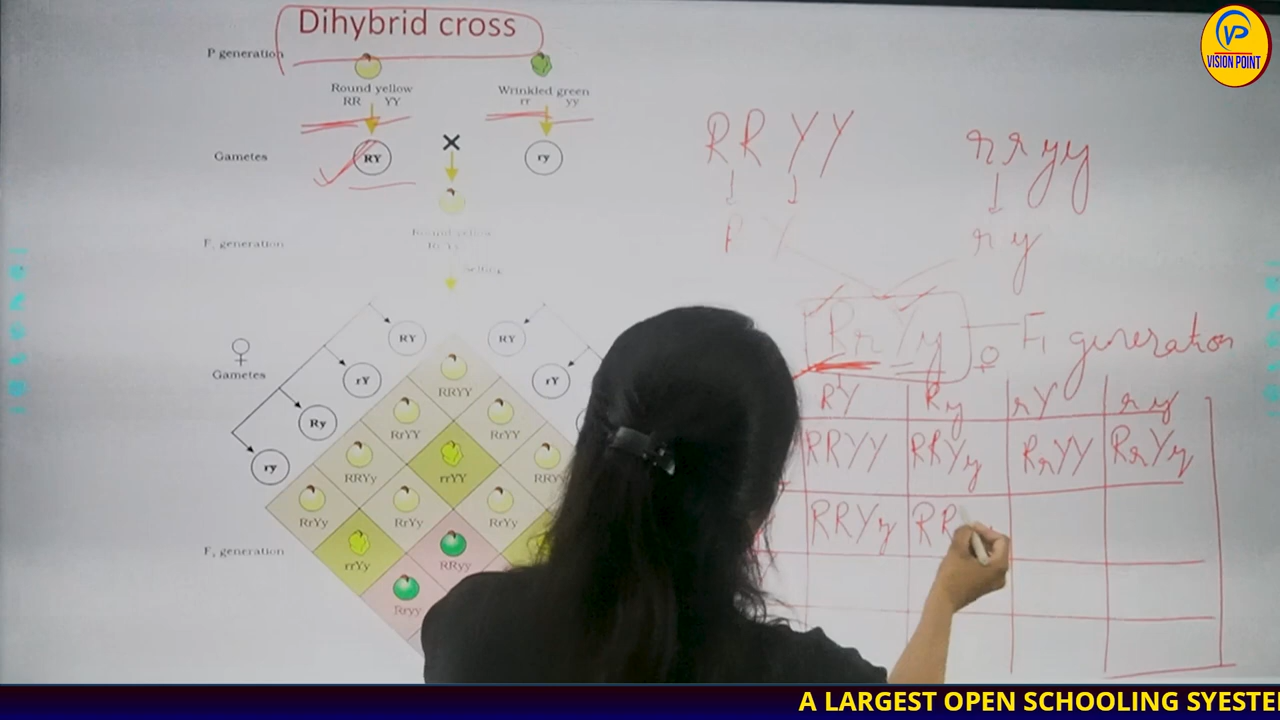 Dihybrid cross
P generation
Round yellow
RR YY
Wrinkled green
rr yy
Gametes
RY
ry
F₁ generation
♀
Gametes
RY
rY
Ry
ry
RY
rY
RRYY
RrYY
RrYY
RRYy
rrYY
RrYy
RrYy
RrYy
rrYy
RRyy
Rryy
F₂ generation
RRYY
rryy
ry
RrYy
F₁ generation
♀
RY Ry rY ry
RRYY RRYy RrYY RrYy
RRYy RR
VP
VISION POINT
A LARGEST OPEN SCHOOLING SYESTE